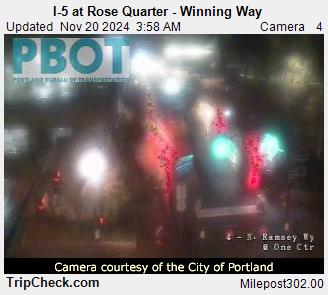 I-5 at Rose Quarter - Winning Way
Updated Nov 20 2024 3:58 AM Camera 4
PBOT
PORTLAND BUREAU OF TRANSPORTATION
4 - N. Ramsey Wy
@ One Ctr
Camera courtesy of the City of Portland
TripCheck.com Milepost302.00